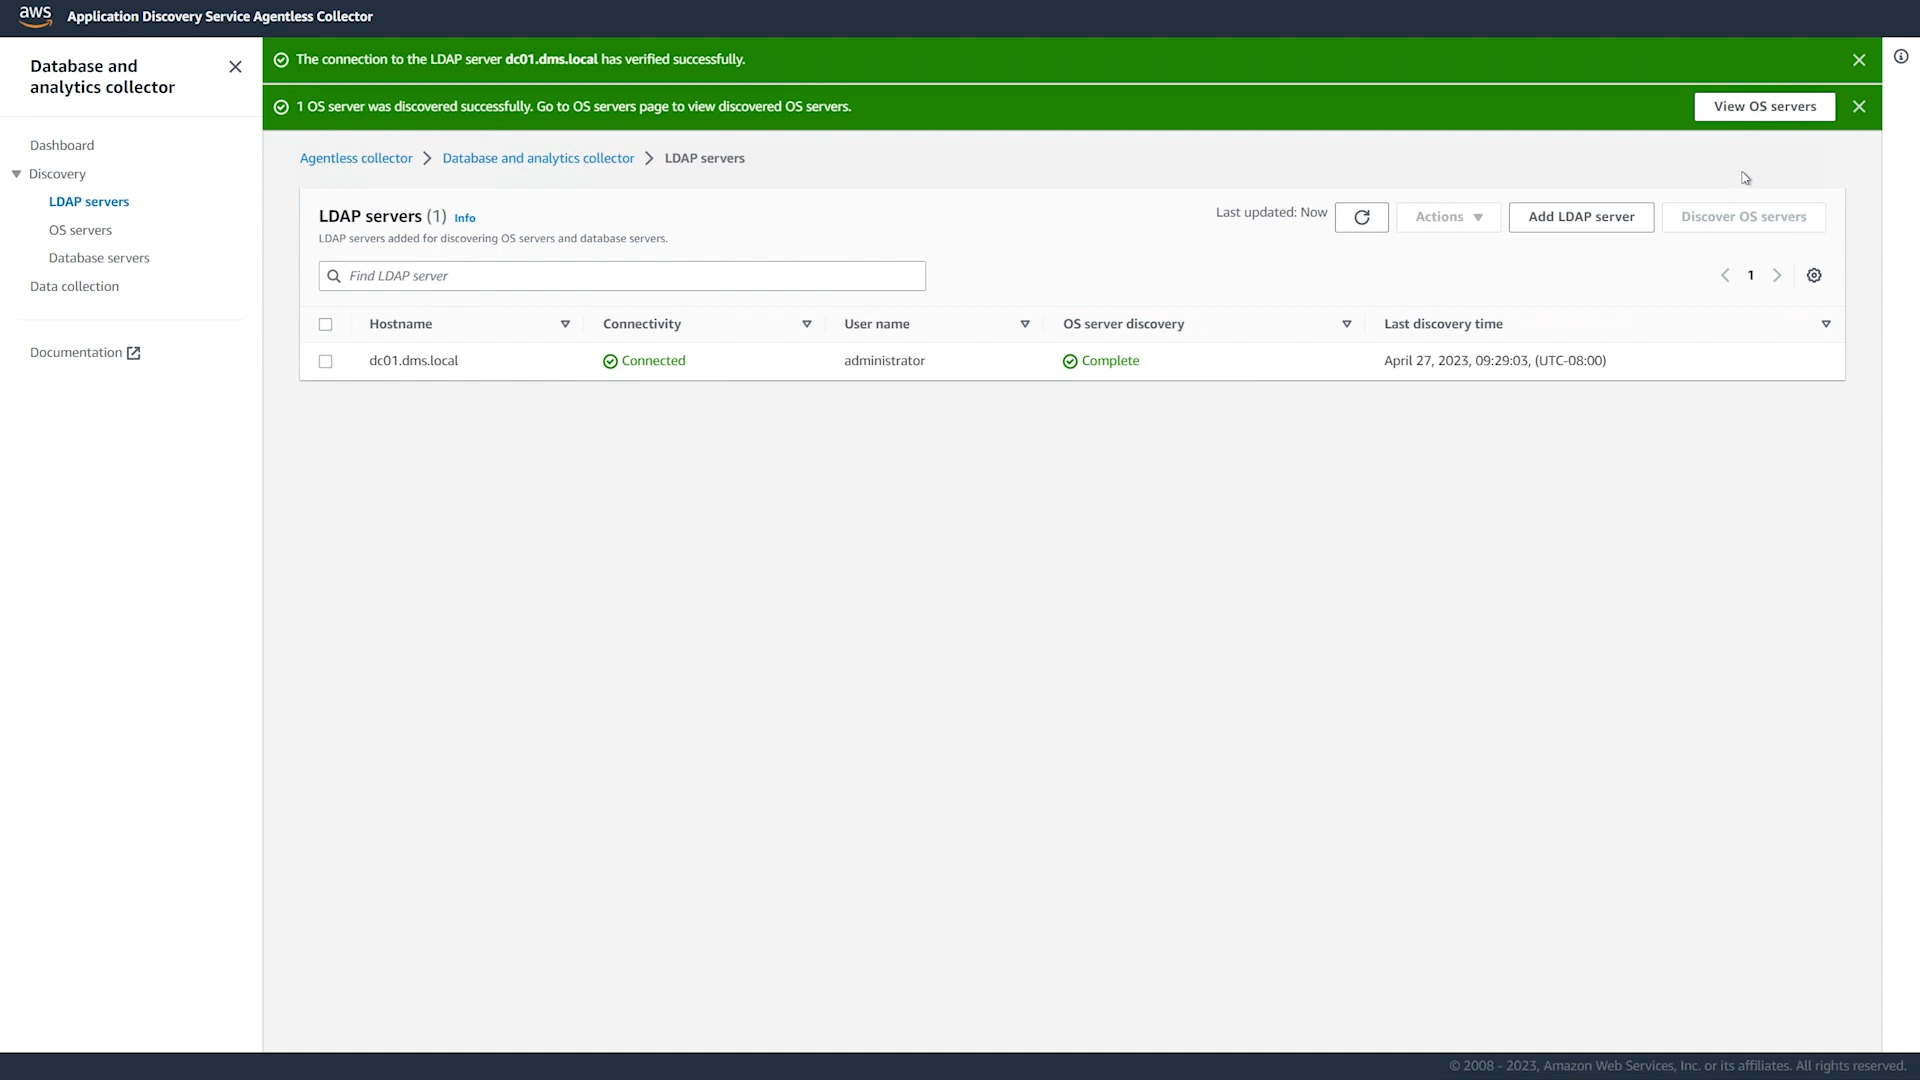 aws
Application Discovery Service Agentless Collector
Database and
analytics collector
Dashboard
Discovery
LDAP servers
OS servers
Database servers
Data collection
Documentation
The connection to the LDAP server dc01.dms.local has verified successfully.
1 OS server was discovered successfully. Go to OS servers page to view discovered OS servers.
View OS servers
Agentless collector > Database and analytics collector > LDAP servers
LDAP servers (1) Info
LDAP servers added for discovering OS servers and database servers.
Last updated: Now
Actions
Add LDAP server
Discover OS servers
Find LDAP server
1
Hostname Connectivity User name OS server discovery Last discovery time
dc01.dms.local Connected administrator Complete April 27, 2023, 09:29:03, (UTC-08:00)
© 2008 - 2023, Amazon Web Services, Inc. or its affiliates. All rights reserved.